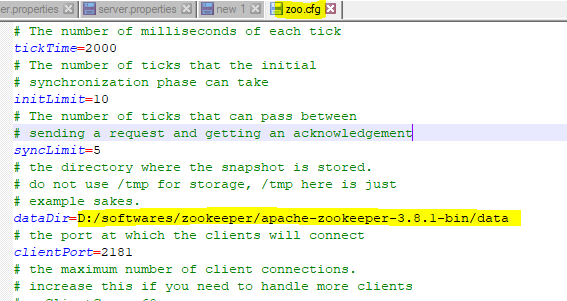 er.properties server.properties new 1 zoo.cfg
# The number of milliseconds of each tick
tickTime=2000
# The number of ticks that the initial
# synchronization phase can take
initLimit=10
# The number of ticks that can pass between
# sending a request and getting an acknowledgement
syncLimit=5
# the directory where the snapshot is stored.
# do not use /tmp for storage, /tmp here is just
# example sakes.
dataDir=D:/softwares/zookeeper/apache-zookeeper-3.8.1-bin/data
# the port at which the clients will connect
clientPort=2181
# the maximum number of client connections.
# increase this if you need to handle more clients